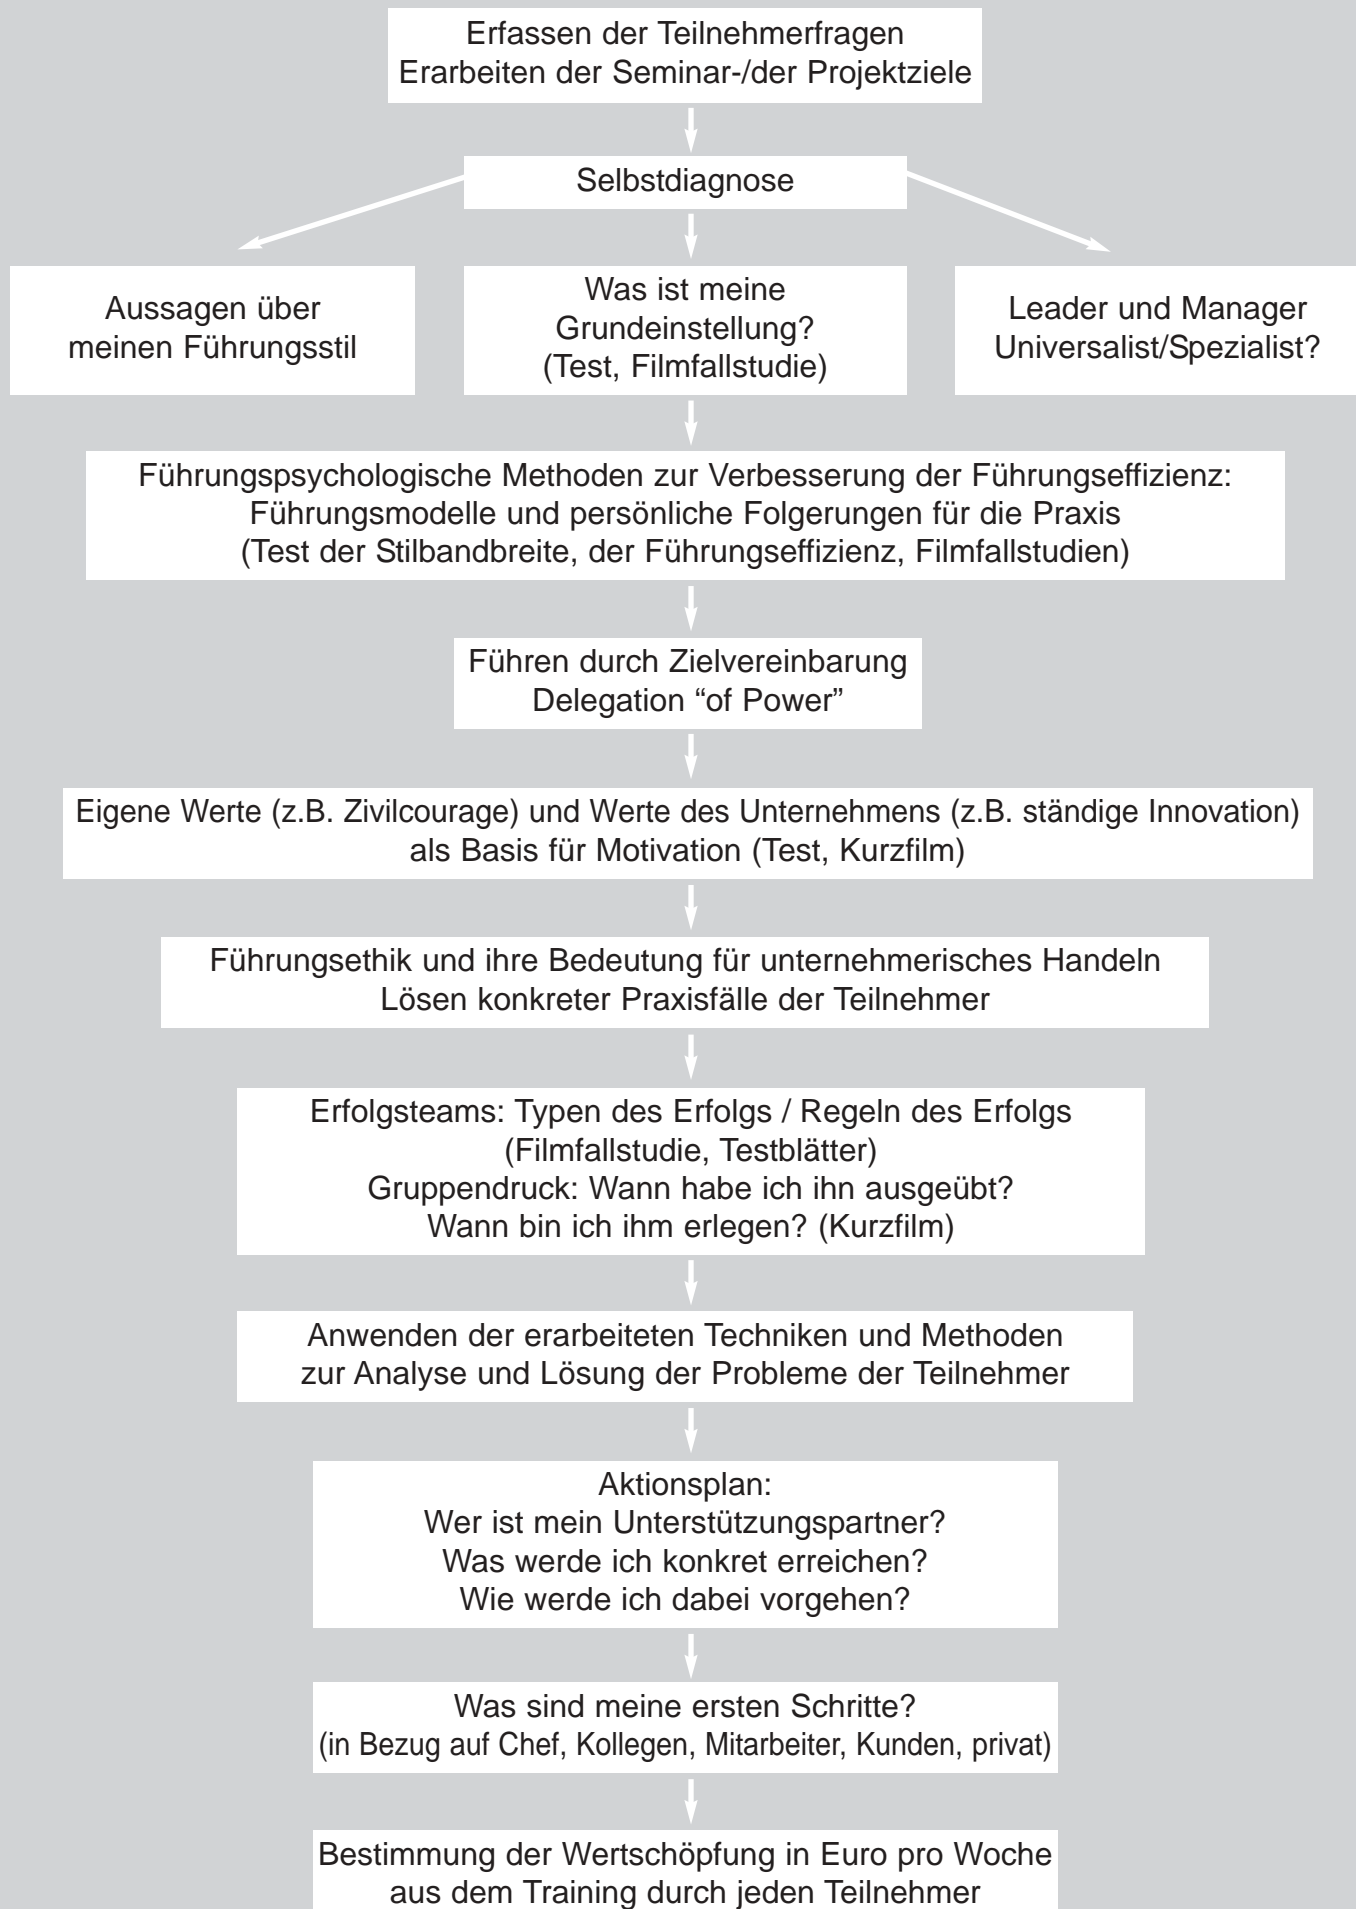 Erfassen der Teilnehmerfragen
Erarbeiten der Seminar-/der Projektziele
Selbstdiagnose
Aussagen über
meinen Führungsstil
Was ist meine
Grundeinstellung?
(Test, Filmfallstudie)
Leader und Manager
Universalist/Spezialist?
Führungspsychologische Methoden zur Verbesserung der Führungseffizienz:
Führungsmodelle und persönliche Folgerungen für die Praxis
(Test der Stilbandbreite, der Führungseffizienz, Filmfallstudien)
Führen durch Zielvereinbarung
Delegation “of Power”
Eigene Werte (z.B. Zivilcourage) und Werte des Unternehmens (z.B. ständige Innovation)
als Basis für Motivation (Test, Kurzfilm)
Führungsethik und ihre Bedeutung für unternehmerisches Handeln
Lösen konkreter Praxisfälle der Teilnehmer
Erfolgsteams: Typen des Erfolgs / Regeln des Erfolgs
(Filmfallstudie, Testblätter)
Gruppendruck: Wann habe ich ihn ausgeübt?
Wann bin ich ihm erlegen? (Kurzfilm)
Anwenden der erarbeiteten Techniken und Methoden
zur Analyse und Lösung der Probleme der Teilnehmer
Aktionsplan:
Wer ist mein Unterstützungspartner?
Was werde ich konkret erreichen?
Wie werde ich dabei vorgehen?
Was sind meine ersten Schritte?
(in Bezug auf Chef, Kollegen, Mitarbeiter, Kunden, privat)
Bestimmung der Wertschöpfung in Euro pro Woche
aus dem Training durch jeden Teilnehmer